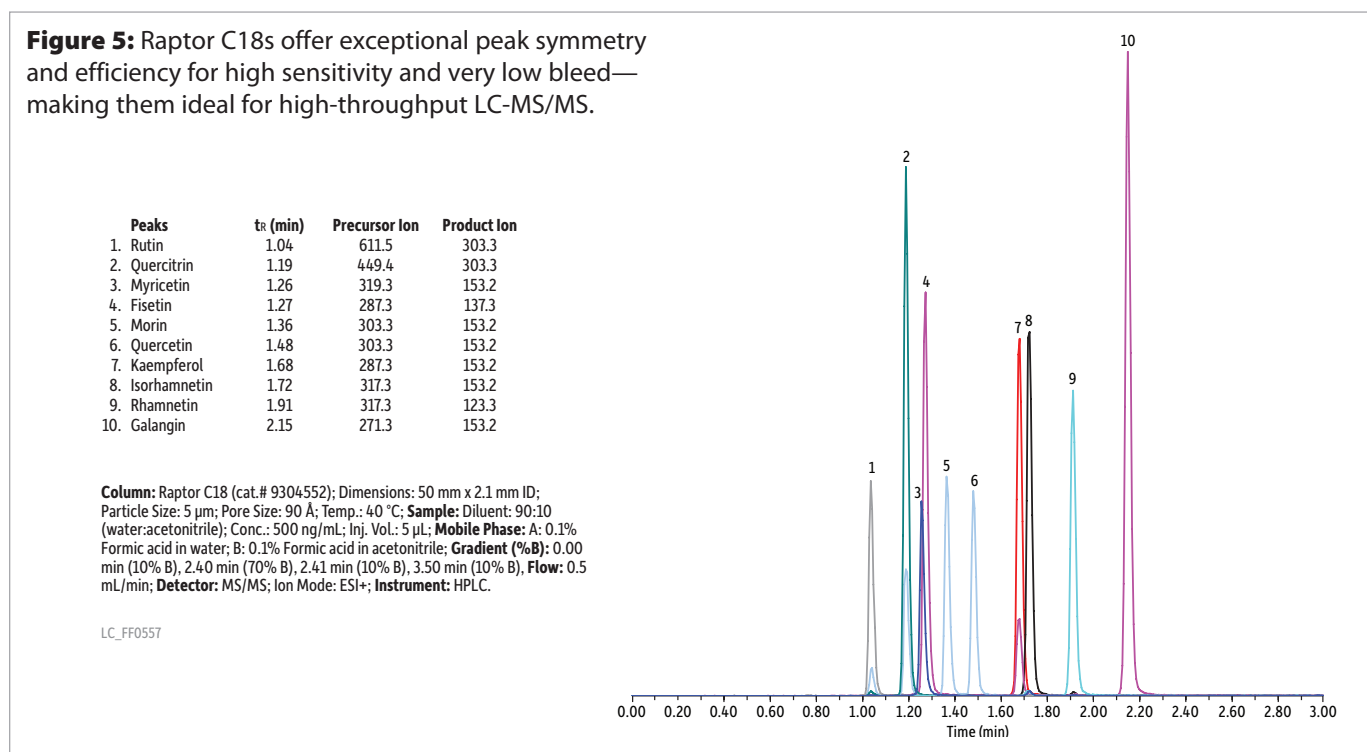 Figure 5: Raptor C18s offer exceptional peak symmetry
and efficiency for high sensitivity and very low bleed—
making them ideal for high-throughput LC-MS/MS.
Peaks tR (min) Precursor Ion Product Ion
1. Rutin 1.04 611.5 303.3
2. Quercitrin 1.19 449.4 303.3
3. Myricetin 1.26 319.3 153.2
4. Fisetin 1.27 287.3 137.3
5. Morin 1.36 303.3 153.2
6. Quercetin 1.48 303.3 153.2
7. Kaempferol 1.68 287.3 153.2
8. Isorhamnetin 1.72 317.3 153.2
9. Rhamnetin 1.91 317.3 123.3
10. Galangin 2.15 271.3 153.2
Column: Raptor C18 (cat.# 9304552); Dimensions: 50 mm x 2.1 mm ID;
Particle Size: 5 µm; Pore Size: 90 Å; Temp.: 40 °C; Sample: Diluent: 90:10
(water:acetonitrile); Conc.: 500 ng/mL; Inj. Vol.: 5 µL; Mobile Phase: A: 0.1%
Formic acid in water; B: 0.1% Formic acid in acetonitrile; Gradient (%B): 0.00
min (10% B), 2.40 min (70% B), 2.41 min (10% B), 3.50 min (10% B), Flow: 0.5
mL/min; Detector: MS/MS; Ion Mode: ESI+; Instrument: HPLC.
LC_FF0557
10
2
4
7 8
9
1
5
6
3
0.00 0.20 0.40 0.60 0.80 1.00 1.20 1.40 1.60 1.80 2.00 2.20 2.40 2.60 2.80 3.00
Time (min)